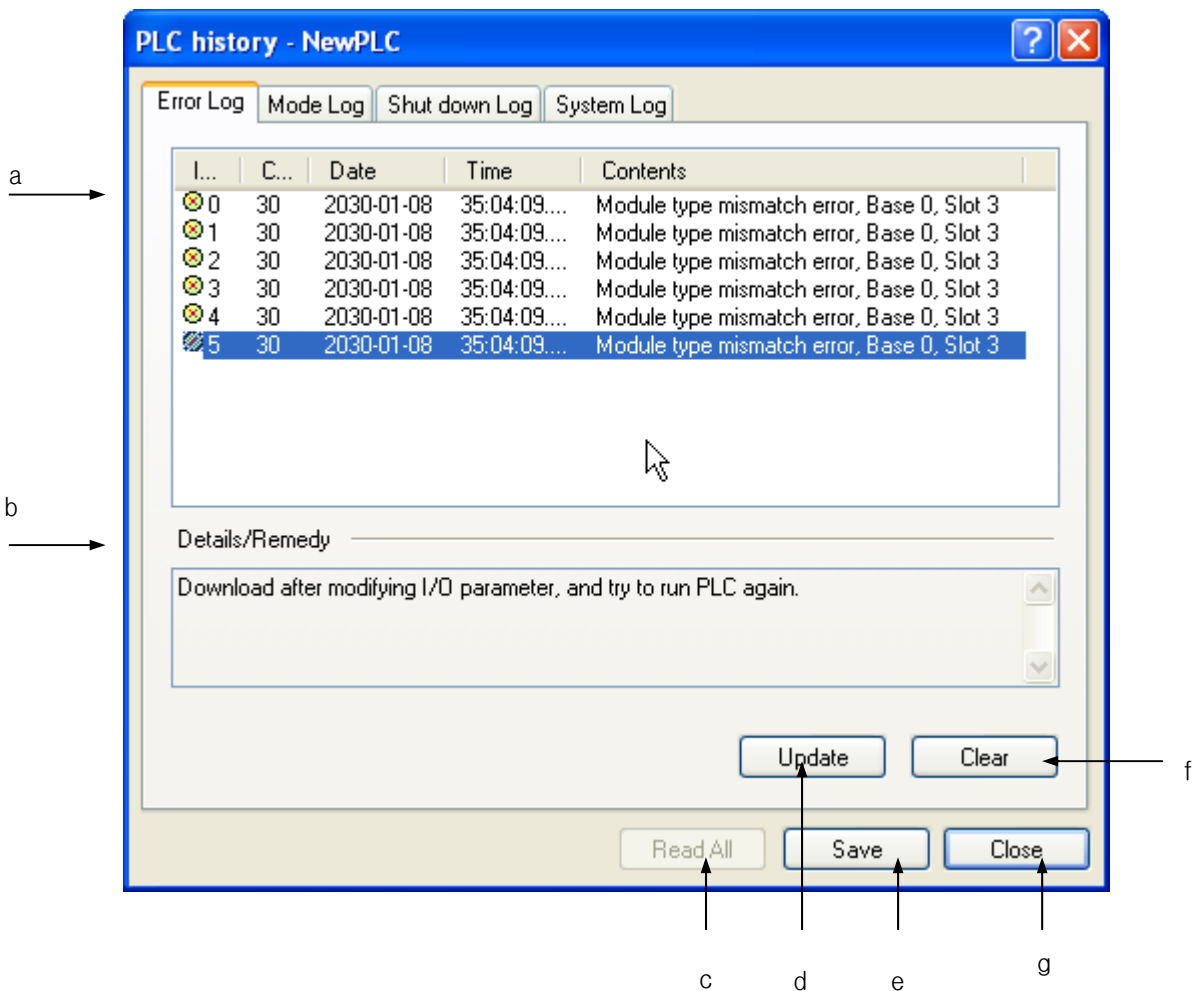 PLC history - NewPLC
Error Log Mode Log Shut down Log System Log
a
I... C... Date Time Contents
0 30 2030-01-08 35:04:09.... Module type mismatch error, Base 0, Slot 3
1 30 2030-01-08 35:04:09.... Module type mismatch error, Base 0, Slot 3
2 30 2030-01-08 35:04:09.... Module type mismatch error, Base 0, Slot 3
3 30 2030-01-08 35:04:09.... Module type mismatch error, Base 0, Slot 3
4 30 2030-01-08 35:04:09.... Module type mismatch error, Base 0, Slot 3
5 30 2030-01-08 35:04:09.... Module type mismatch error, Base 0, Slot 3
b
Details/Remedy
Download after modifying I/O parameter, and try to run PLC again.
Update Clear
f
Read All Save Close
c d e g